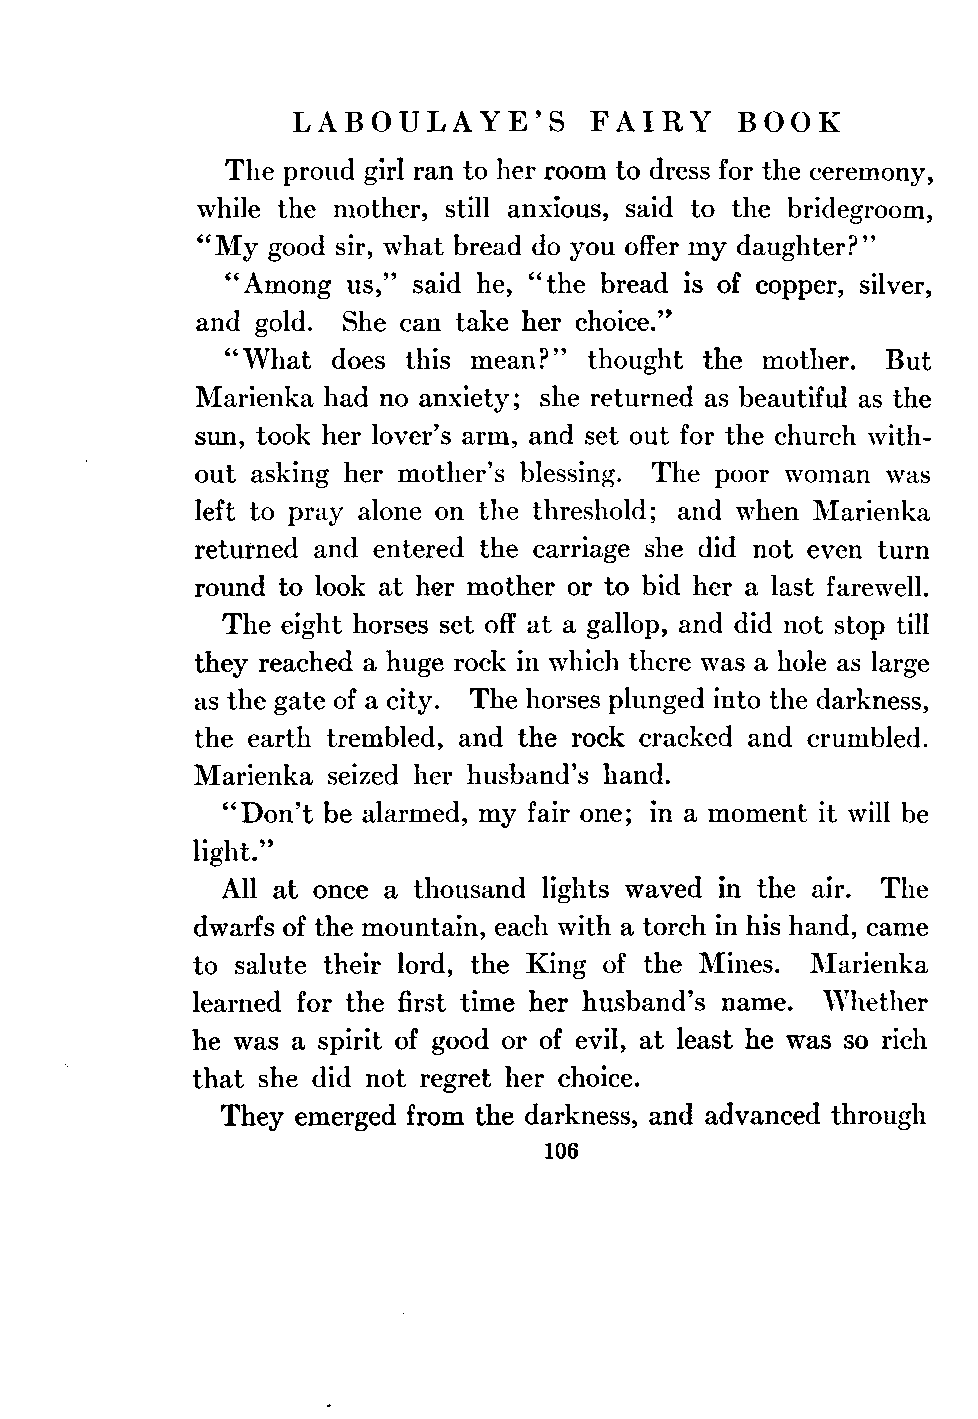 LABOULAYE'S FAIRY BOOK
The proud girl ran to her room to dress for the ceremony,
while the mother, still anxious, said to the bridegroom,
"My good sir, what bread do you offer my daughter?"
"Among us," said he, "the bread is of copper, silver,
and gold. She can take her choice."
"What does this mean?" thought the mother. But
Marienka had no anxiety; she returned as beautiful as the
sun, took her lover's arm, and set out for the church with-
out asking her mother's blessing. The poor woman was
left to pray alone on the threshold; and when Marienka
returned and entered the carriage she did not even turn
round to look at her mother or to bid her a last farewell.
The eight horses set off at a gallop, and did not stop till
they reached a huge rock in which there was a hole as large
as the gate of a city. The horses plunged into the darkness,
the earth trembled, and the rock cracked and crumbled.
Marienka seized her husband's hand.
"Don't be alarmed, my fair one; in a moment it will be
light."
All at once a thousand lights waved in the air. The
dwarfs of the mountain, each with a torch in his hand, came
to salute their lord, the King of the Mines. Marienka
learned for the first time her husband's name. Whether
he was a spirit of good or of evil, at least he was so rich
that she did not regret her choice.
They emerged from the darkness, and advanced through
106